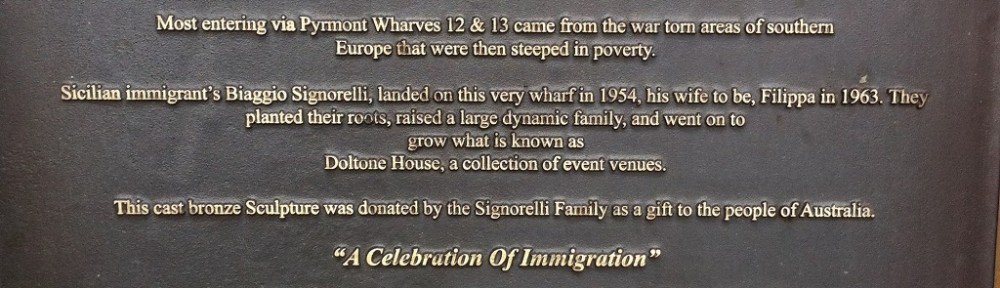 Most entering via Pyrmont Wharves 12 & 13 came from the war torn areas of southern
Europe that were then steeped in poverty.
Sicilian immigrant's Biaggio Signorelli, landed on this very wharf in 1954, his wife to be, Filippa in 1963. They
planted their roots, raised a large dynamic family, and went on to
grow what is known as
Doltone House, a collection of event venues.
This cast bronze Sculpture was donated by the Signorelli Family as a gift to the people of Australia.
“A Celebration Of Immigration”